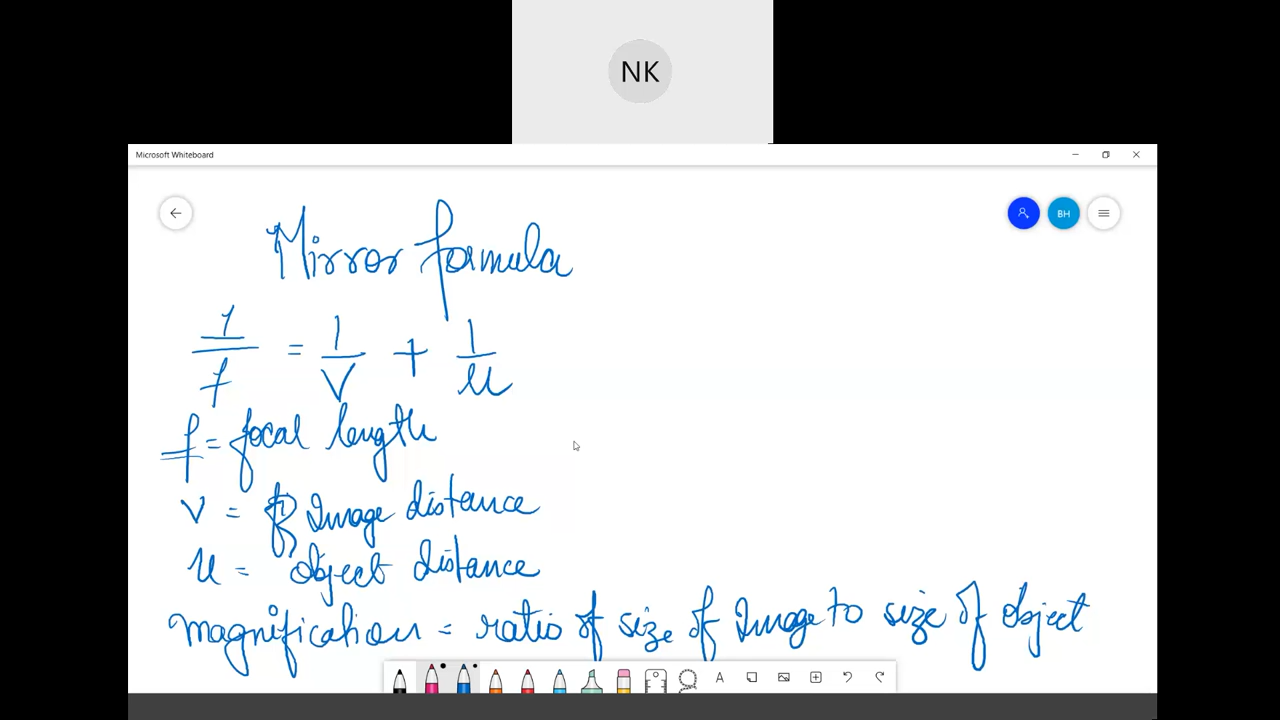 NK
Microsoft Whiteboard
BH
Mirror formula
1/f = 1/v + 1/u
f = focal length
v = Image distance
u = object distance
magnification = ratio of size of Image to size of object
A